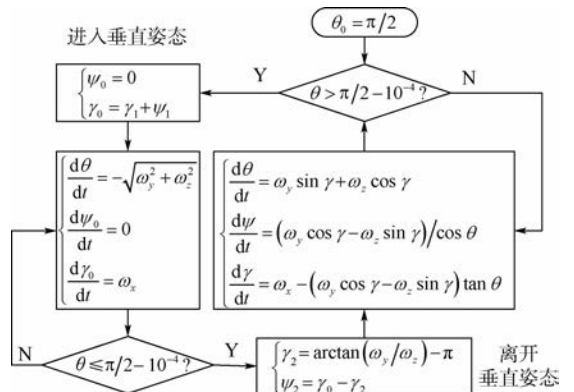 θ₀ = π/2
进入垂直姿态
Y
N
θ > π/2 − 10⁻⁴ ?
ψ₀ = 0
γ₀ = γ₁ + ψ₁
dθ/dt = −√(ω_y² + ω_z²)
dψ₀/dt = 0
dγ₀/dt = ω_x
dθ/dt = ω_y sin γ + ω_z cos γ
dψ/dt = (ω_y cos γ − ω_z sin γ)/cos θ
dγ/dt = ω_x − (ω_y cos γ − ω_z sin γ) tan θ
N
θ ≤ π/2 − 10⁻⁴ ?
Y
γ₂ = arctan(ω_y/ω_z) − π
ψ₂ = γ₀ − γ₂
离开
垂直姿态